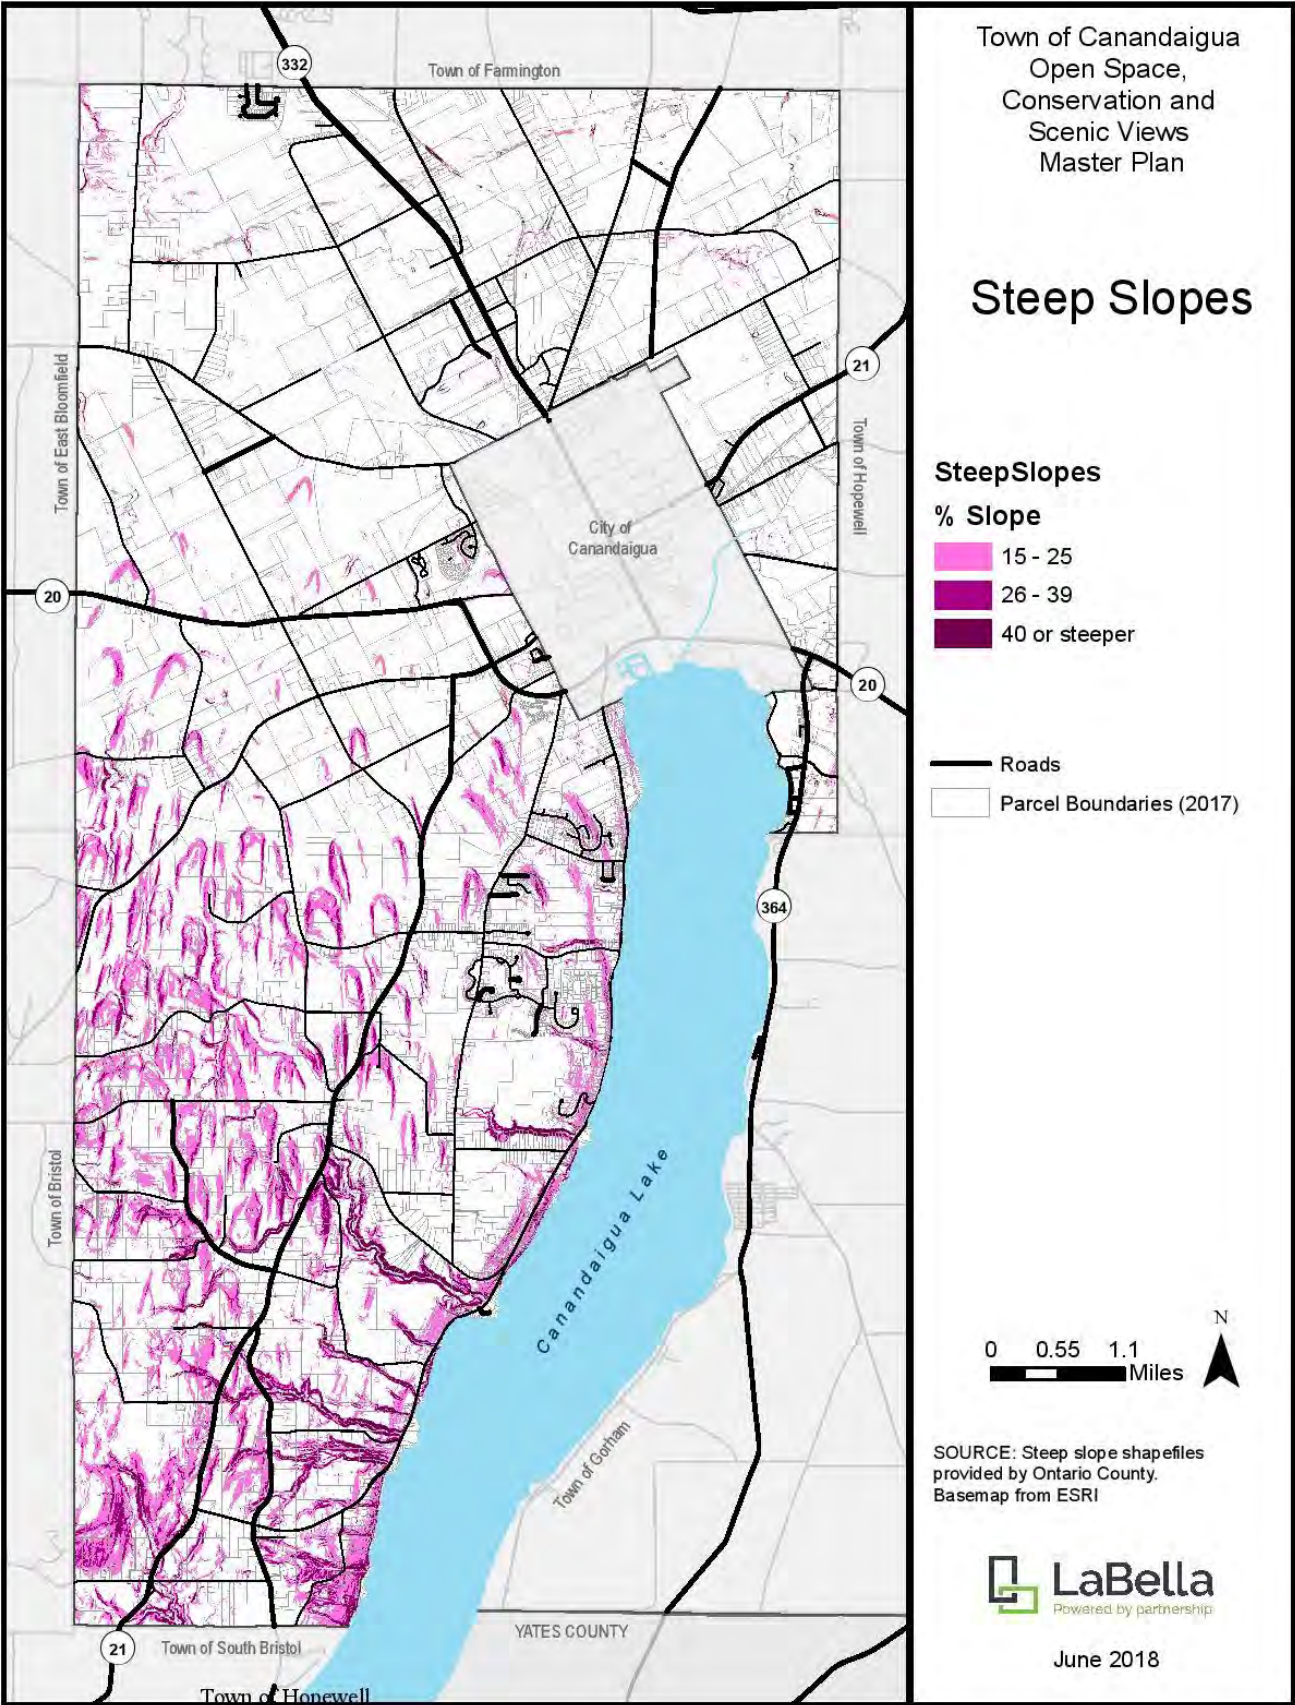 332
Town of Farmington
Town of East Bloomfield
21
Town of Hopewell
City of
Canandaigua
20
20
364
Town of Bristol
Canandaigua Lake
Town of Gorham
YATES COUNTY
21
Town of South Bristol
Town of Hopewell
Town of Canandaigua
Open Space,
Conservation and
Scenic Views
Master Plan
Steep Slopes
SteepSlopes
% Slope
15 - 25
26 - 39
40 or steeper
Roads
Parcel Boundaries (2017)
N
0 0.55 1.1
Miles
SOURCE: Steep slope shapefiles
provided by Ontario County.
Basemap from ESRI
LaBella
Powered by partnership
June 2018